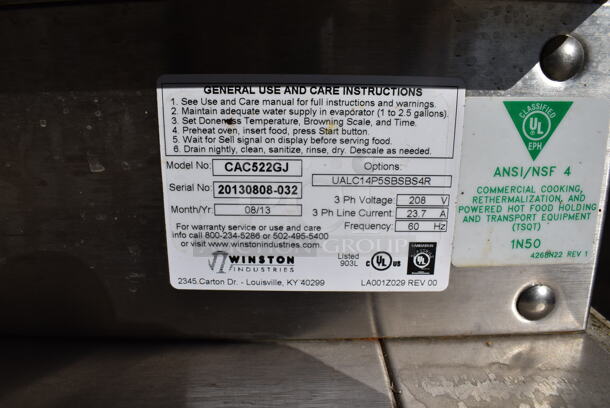 GENERAL USE AND CARE INSTRUCTIONS
1. See Use and Care manual for full instructions and warnings.
2. Maintain adequate water supply in evaporator (1 to 2.5 gallons).
3. Set Doneness Temperature, Browning Scale, and Time.
4. Preheat oven, insert food, press Start button.
5. Wait for Sell signal on display before serving food.
6. Drain nightly, clean, sanitize, rinse, dry. Descale as needed.
Model No: CAC522GJ
Serial No: 20130808-032
Month/Yr: 08/13
For warranty service or use and care
info call 800-234-5286 or 502-495-5400
or visit www.winstonindustries.com
WINSTON
INDUSTRIES
2345 Carton Dr. - Louisville, KY 40299
Options:
UALC14P5SBSBS4R
3 Ph Voltage: 208 V
3 Ph Line Current: 23.7 A
Frequency: 60 Hz
GROUP
Listed
903L
C UL US
LA001Z029 REV 00
CLASSIFIED
UL
EPH
ANSI/NSF 4
COMMERCIAL COOKING,
RETHERMALIZATION, AND
POWERED HOT FOOD HOLDING
AND TRANSPORT EQUIPMENT
(TSQT)
1N50
426BN22 REV 1